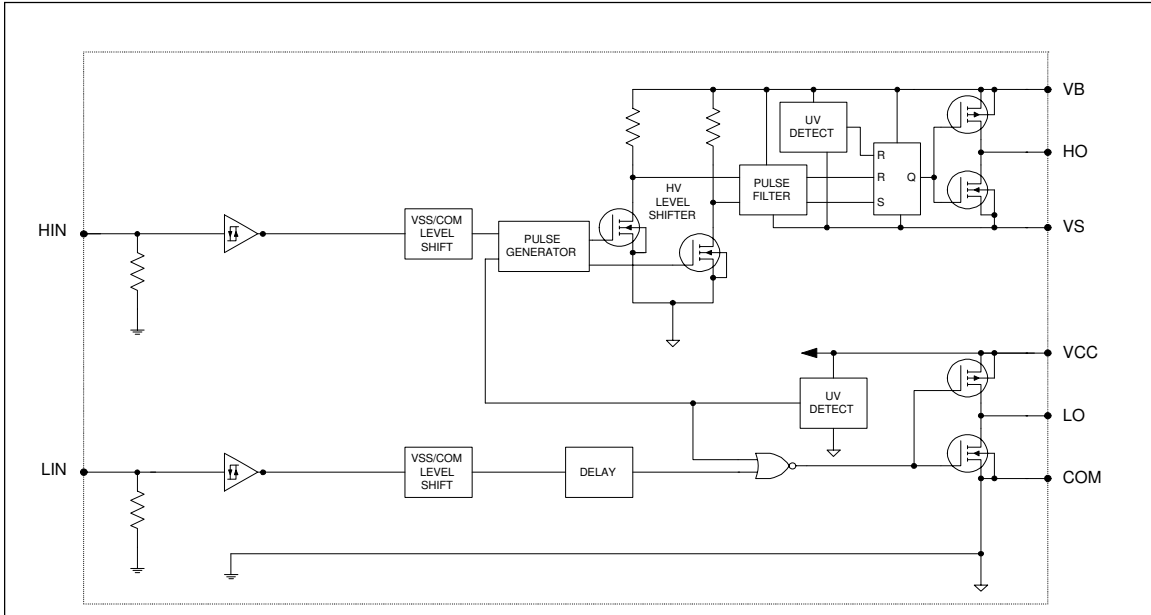 VB
UV
DETECT
HO
R
R Q
S
HV
LEVEL
SHIFTER
PULSE
FILTER
VS
HIN
VSS/COM
LEVEL
SHIFT
PULSE
GENERATOR
VCC
UV
DETECT
LO
LIN
VSS/COM
LEVEL
SHIFT
DELAY
COM